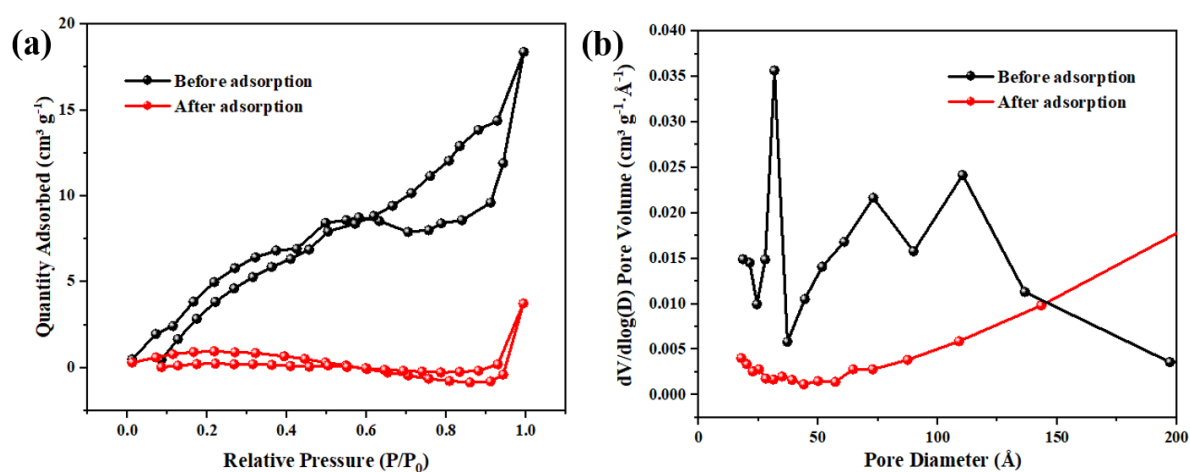 (a)
Quantity Adsorbed (cm³ g⁻¹)
20
15
10
5
0
Before adsorption
After adsorption
0.0 0.2 0.4 0.6 0.8 1.0
Relative Pressure (P/P₀)
(b)
dV/dlog(D) Pore Volume (cm³ g⁻¹·Å⁻¹)
0.040
0.035
0.030
0.025
0.020
0.015
0.010
0.005
0.000
Before adsorption
After adsorption
0 50 100 150 200
Pore Diameter (Å)